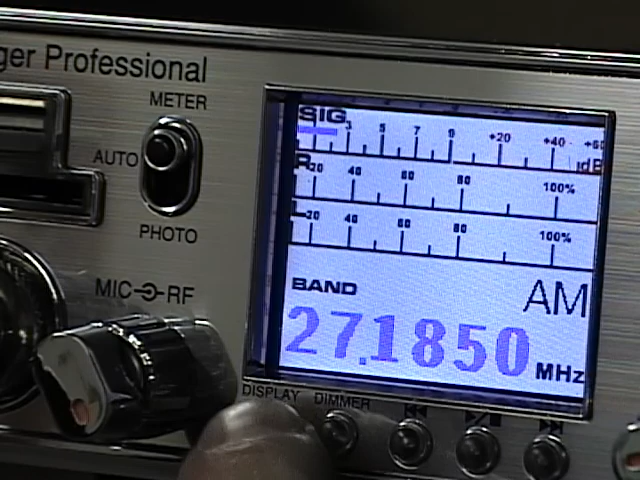 ger Professional
METER
AUTO
PHOTO
MIC RF
SIG 3 5 7 9 +20 +40 +60 dB
R 20 40 60 80 100%
L 20 40 60 80 100%
BAND AM
27.1850 MHz
DISPLAY DIMMER